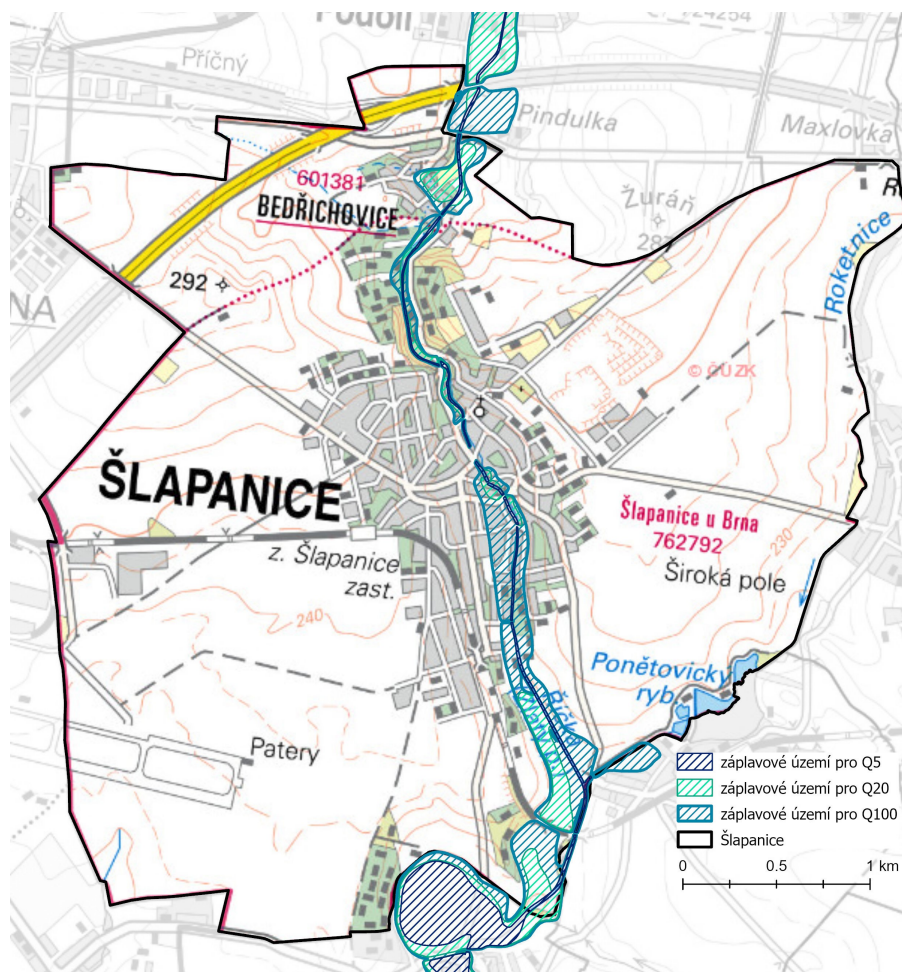 Podolí
724254
Příčný
Pindulka
Maxlovka
601381
BEDŘICHOVICE
Žuráň
Roketnice
292
NA
© ČÚZK
ŠLAPANICE
Šlapanice u Brna
762792
230
z. Šlapanice
zast.
Široká pole
240
Ponětovický
ryb.
Říčka
Patery
záplavové území pro Q5
záplavové území pro Q20
záplavové území pro Q100
Šlapanice
0 0.5 1 km